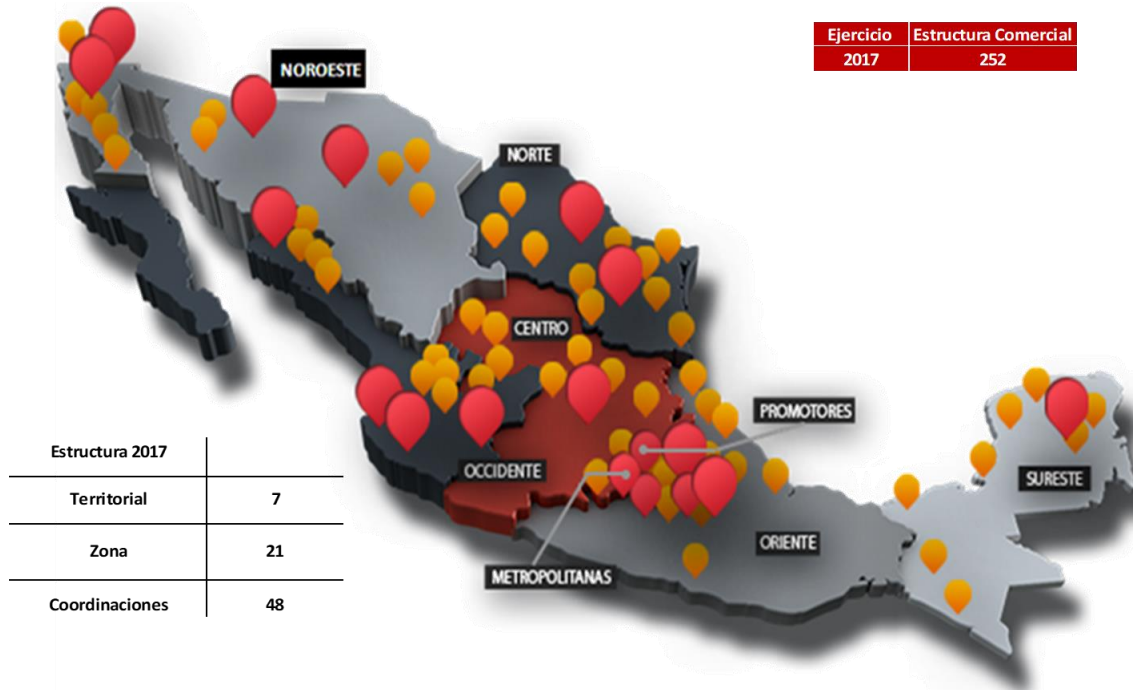 Ejercicio Estructura Comercial
2017 252
NOROESTE
NORTE
CENTRO
PROMOTORES
OCCIDENTE
SURESTE
ORIENTE
METROPOLITANAS
Estructura 2017
Territorial 7
Zona 21
Coordinaciones 48